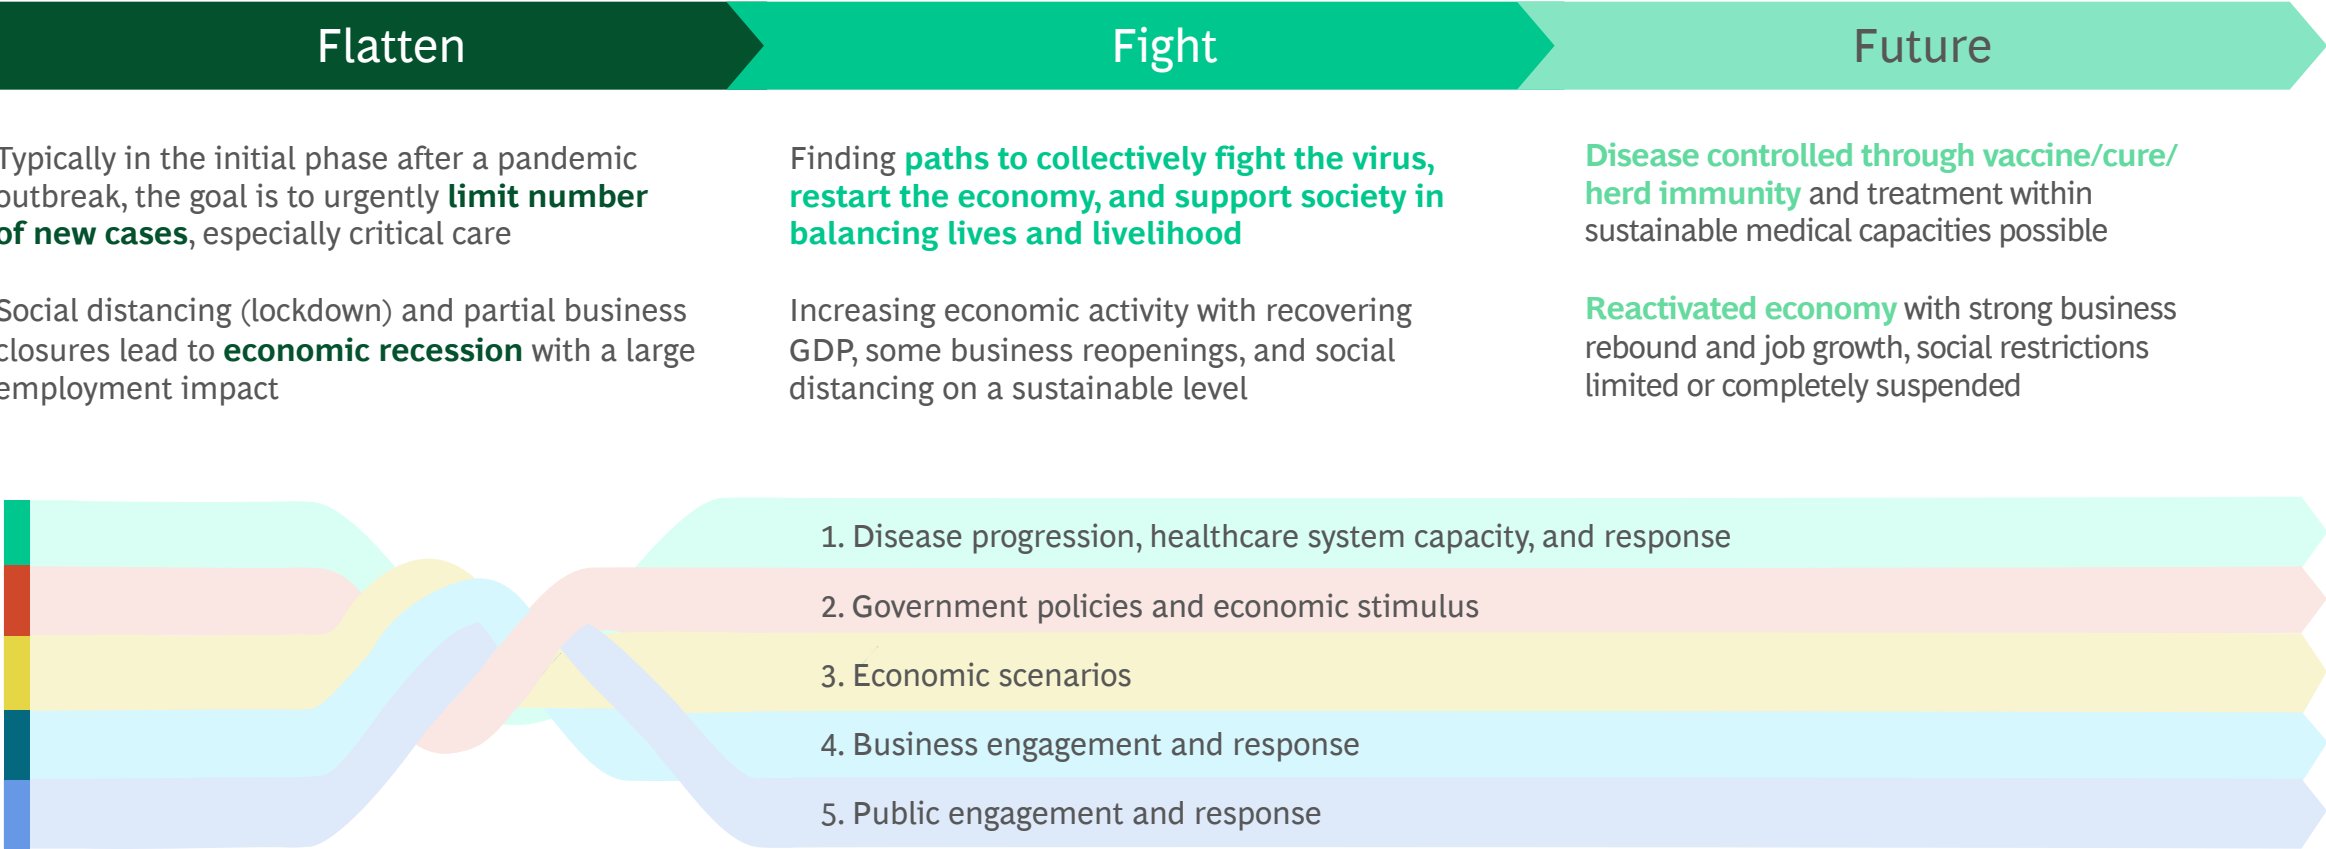 Flatten
Fight
Future
Typically in the initial phase after a pandemic
outbreak, the goal is to urgently limit number
of new cases, especially critical care
Social distancing (lockdown) and partial business
closures lead to economic recession with a large
employment impact
Finding paths to collectively fight the virus,
restart the economy, and support society in
balancing lives and livelihood
Increasing economic activity with recovering
GDP, some business reopenings, and social
distancing on a sustainable level
Disease controlled through vaccine/cure/
herd immunity and treatment within
sustainable medical capacities possible
Reactivated economy with strong business
rebound and job growth, social restrictions
limited or completely suspended
1. Disease progression, healthcare system capacity, and response
2. Government policies and economic stimulus
3. Economic scenarios
4. Business engagement and response
5. Public engagement and response